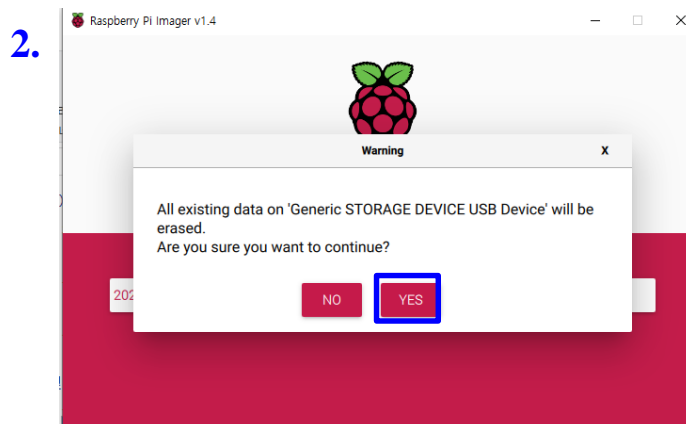 2.
Raspberry Pi Imager v1.4
Warning
X
All existing data on 'Generic STORAGE DEVICE USB Device' will be
erased.
Are you sure you want to continue?
202
NO
YES